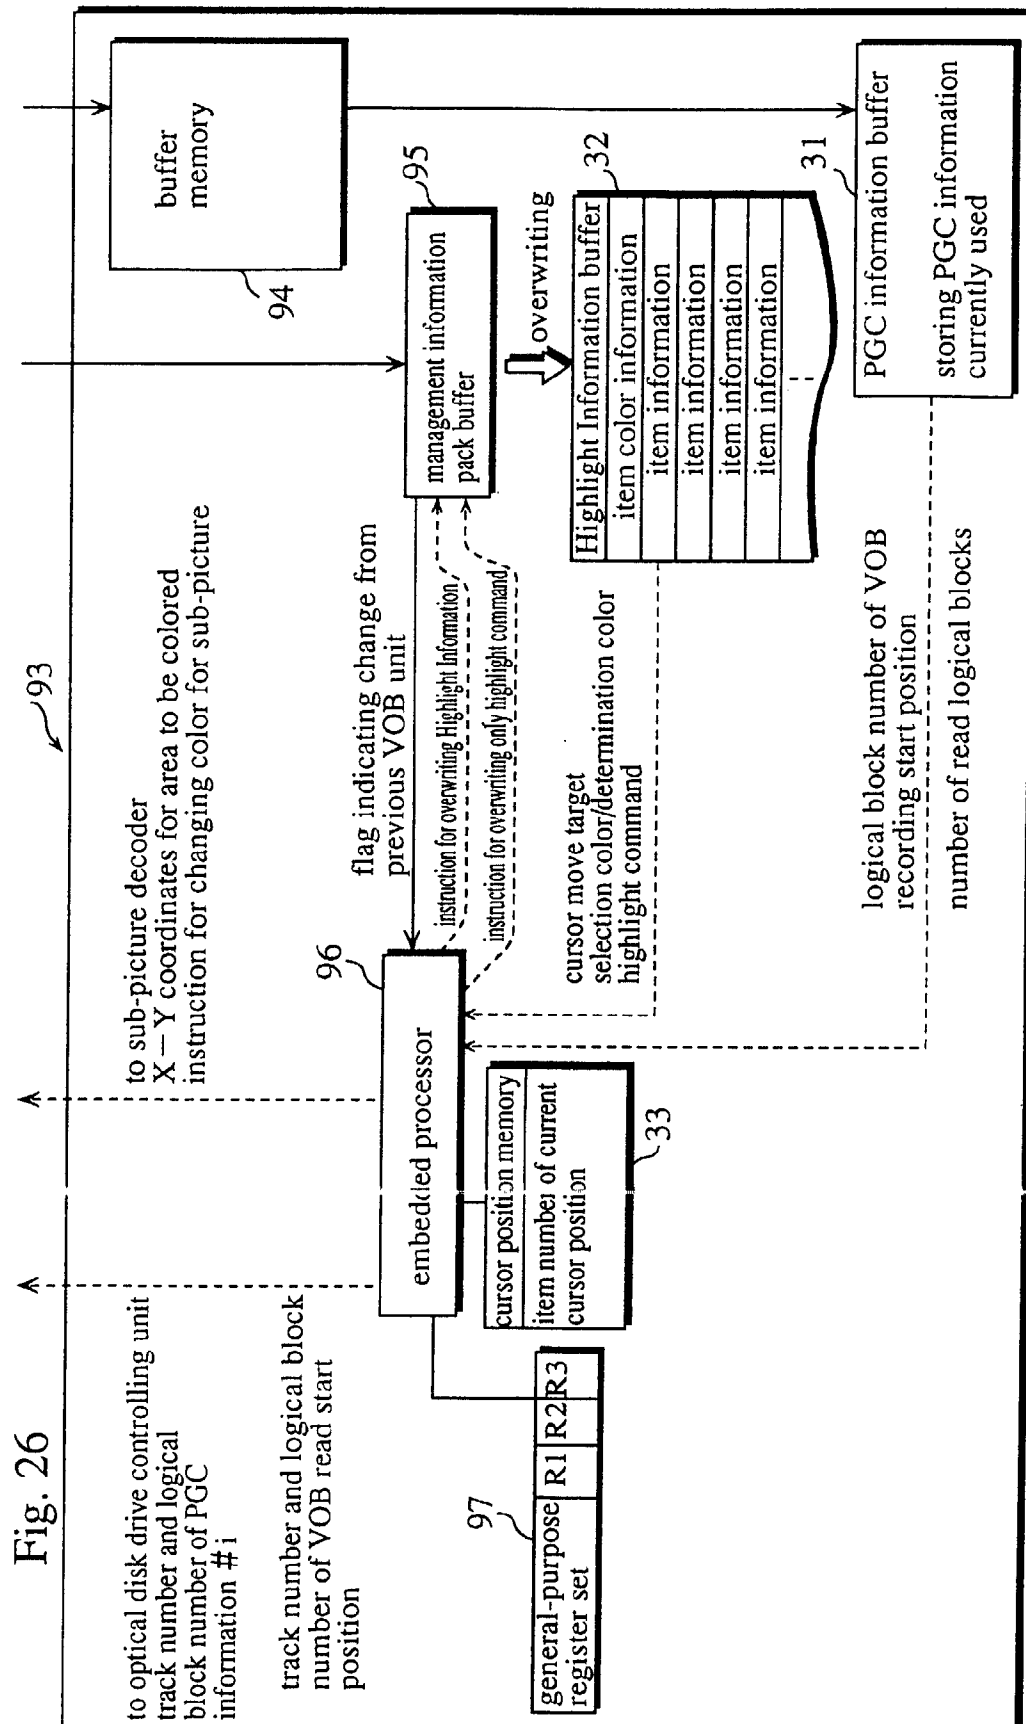 Fig. 26
93
to optical disk drive controlling unit
track number and logical
block number of PGC
information #i
track number and logical block
number of VOB read start
position
to sub-picture decoder
X-Y coordinates for area to be colored
instruction for changing color for sub-picture
buffer
memory
94
95
management information
pack buffer
flag indicating change from
previous VOB unit
instruction for overwriting Highlight Information
instruction for overwriting only highlight command
96
embedded processor
97
general-purpose
register set
R1
R2
R3
cursor position memory
item number of current
cursor position
33
cursor move target
selection color/determination color
highlight command
overwriting
32
Highlight Information buffer
item color information
item information
item information
item information
item information
31
PGC information buffer
storing PGC information
currently used
logical block number of VOB
recording start position
number of read logical blocks